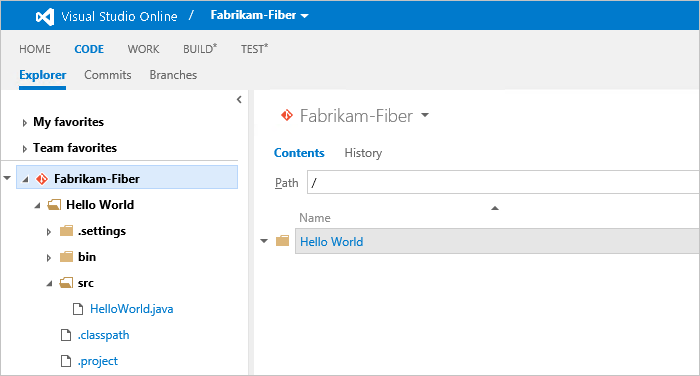 Visual Studio Online / Fabrikam-Fiber
HOME CODE WORK BUILD* TEST*
Explorer Commits Branches
My favorites
Team favorites
Fabrikam-Fiber
Hello World
.settings
bin
src
HelloWorld.java
.classpath
.project
Fabrikam-Fiber
Contents History
Path /
Name
Hello World